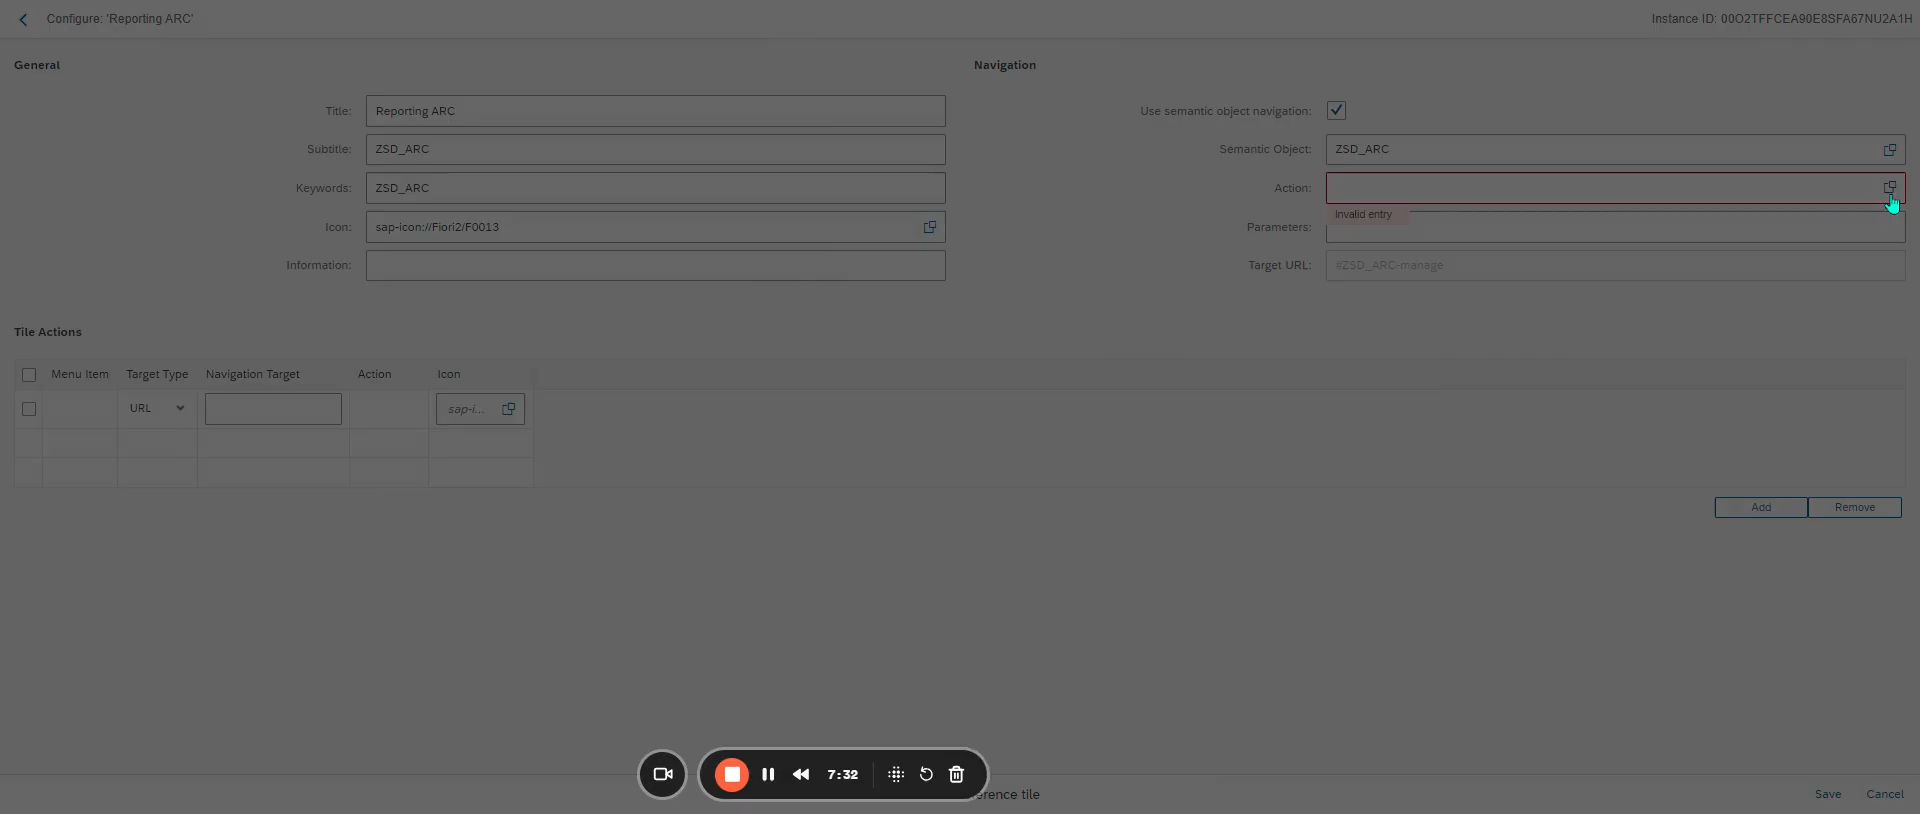 Configure: 'Reporting ARC'
Instance ID: 00O2TFFCEA90E8SFA67NU2A1H
General
Navigation
Title: Reporting ARC
Use semantic object navigation:
Subtitle: ZSD_ARC
Semantic Object: ZSD_ARC
Keywords: ZSD_ARC
Action:
Invalid entry
Icon: sap-icon://Fiori2/F0013
Parameters:
Information:
Target URL: #ZSD_ARC-manage
Tile Actions
Menu Item Target Type Navigation Target Action Icon
URL sap-i...
Add Remove
7:32
erence tile
Save Cancel